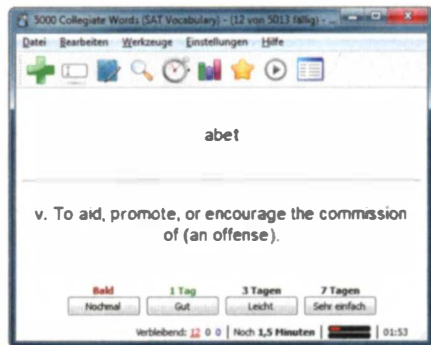 5000 Collegiate Words (SAT Vocabulary) - (12 von 5013 fällig) - ...
Datei Bearbeiten Werkzeuge Einstellungen Hilfe
abet
v. To aid, promote, or encourage the commission
of (an offense).
Bald 1 Tag 3 Tagen 7 Tagen
Nochmal Gut Leicht Sehr einfach
Verbleibend: 12 0 0 | Noch 1,5 Minuten | 01:53